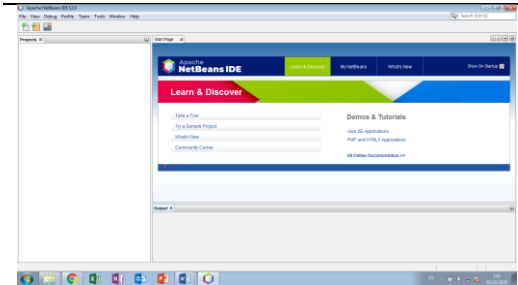 Apache NetBeans IDE 12.0
File View Debug Profile Team Tools Window Help
Search (Ctrl+I)
Projects
Start Page
Apache
NetBeans IDE
Learn & Discover
My NetBeans
What's New
Show On Startup
Learn & Discover
Take a Tour
Try a Sample Project
What's New
Community Corner
Demos & Tutorials
Java SE Applications
PHP and HTML5 Applications
All Online Documentation >>
Output